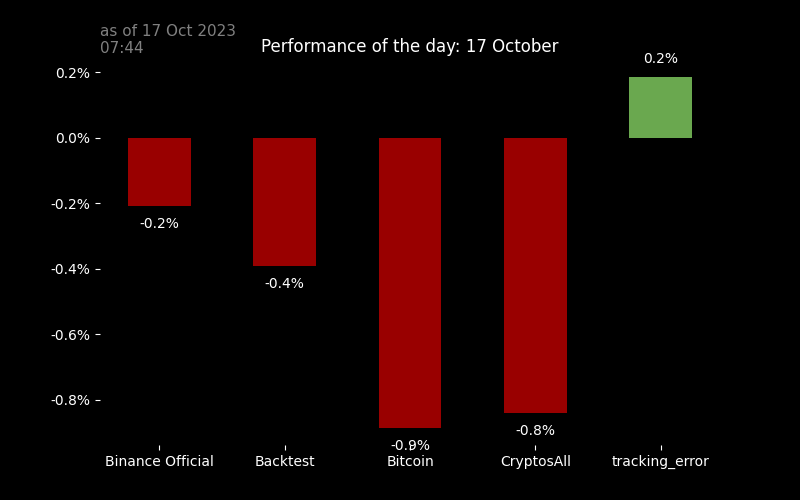 as of 17 Oct 2023
07:44
Performance of the day: 17 October
0.2%
0.2%
0.0%
-0.2%
-0.2%
-0.4%
-0.4%
-0.6%
-0.8%
-0.8%
-0.9%
Binance Official
Backtest
Bitcoin
CryptosAll
tracking_error